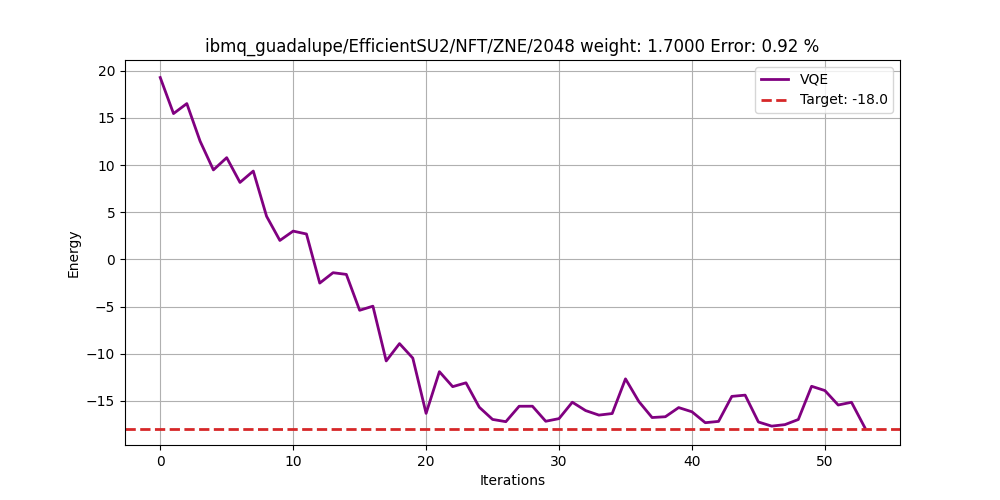 ibmq_guadalupe/EfficientSU2/NFT/ZNE/2048 weight: 1.7000 Error: 0.92 %
VQE
Target: -18.0
20
15
10
5
0
−5
−10
−15
Energy
0 10 20 30 40 50
Iterations